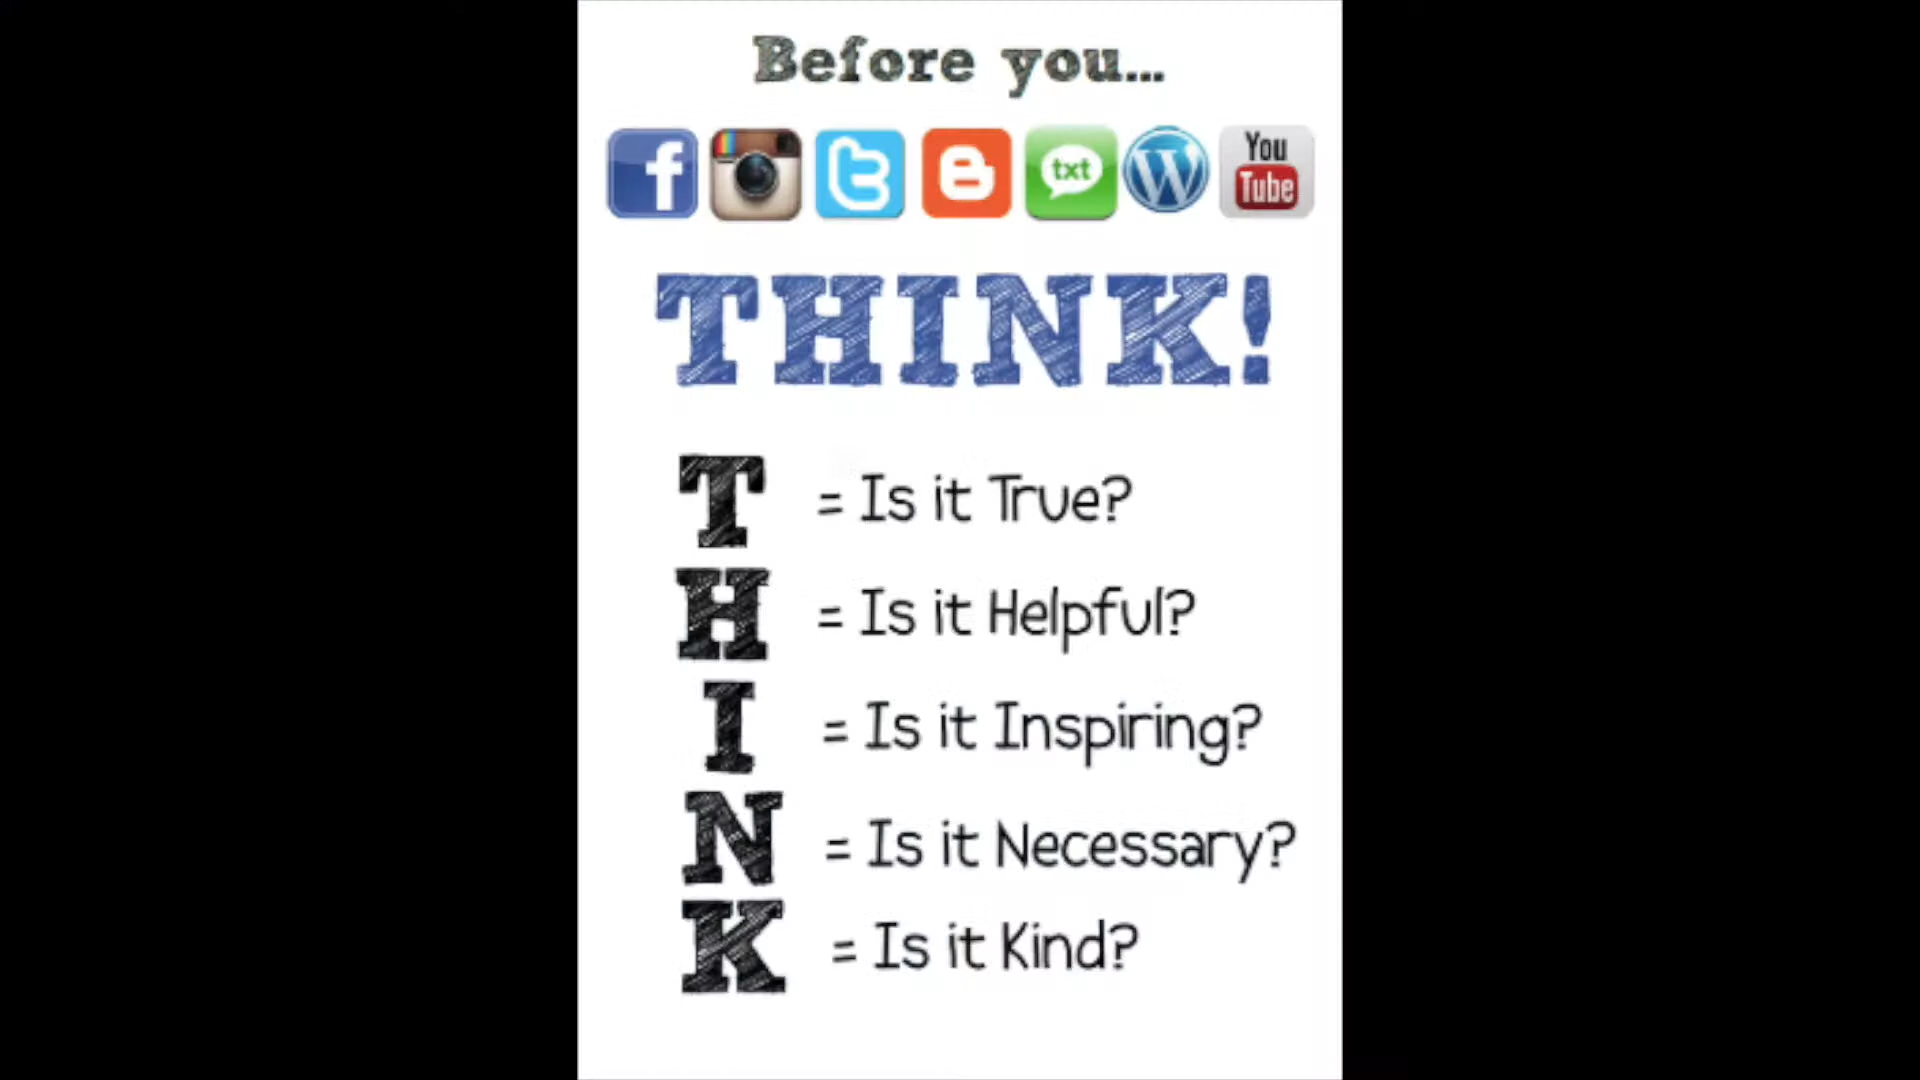 Before you...
f t B txt W You Tube
THINK!
T = Is it True?
H = Is it Helpful?
I = Is it Inspiring?
N = Is it Necessary?
K = Is it Kind?